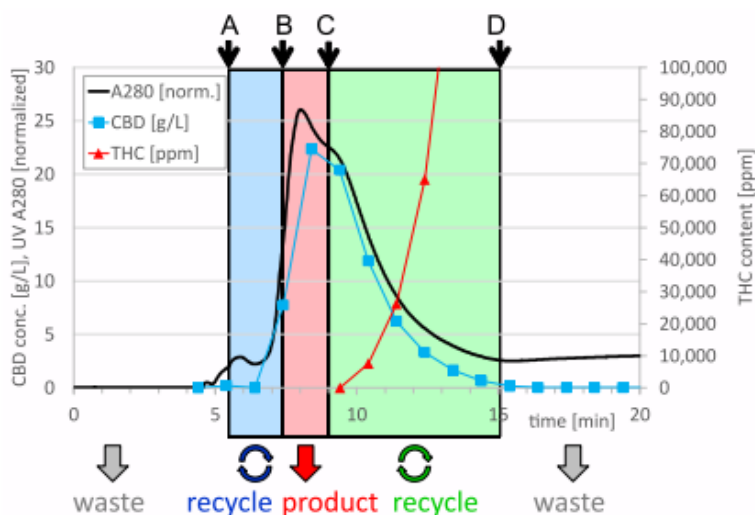 A B C D
30 100,000
A280 [norm.]
CBD [g/L]
THC [ppm]
90,000
25
80,000
70,000
20
60,000
15 50,000
40,000
10
30,000
20,000
5
10,000
0 0
0 5 10 15 20
time [min]
CBD conc. [g/L], UV A280 [normalized]
THC content [ppm]
waste recycle product recycle waste